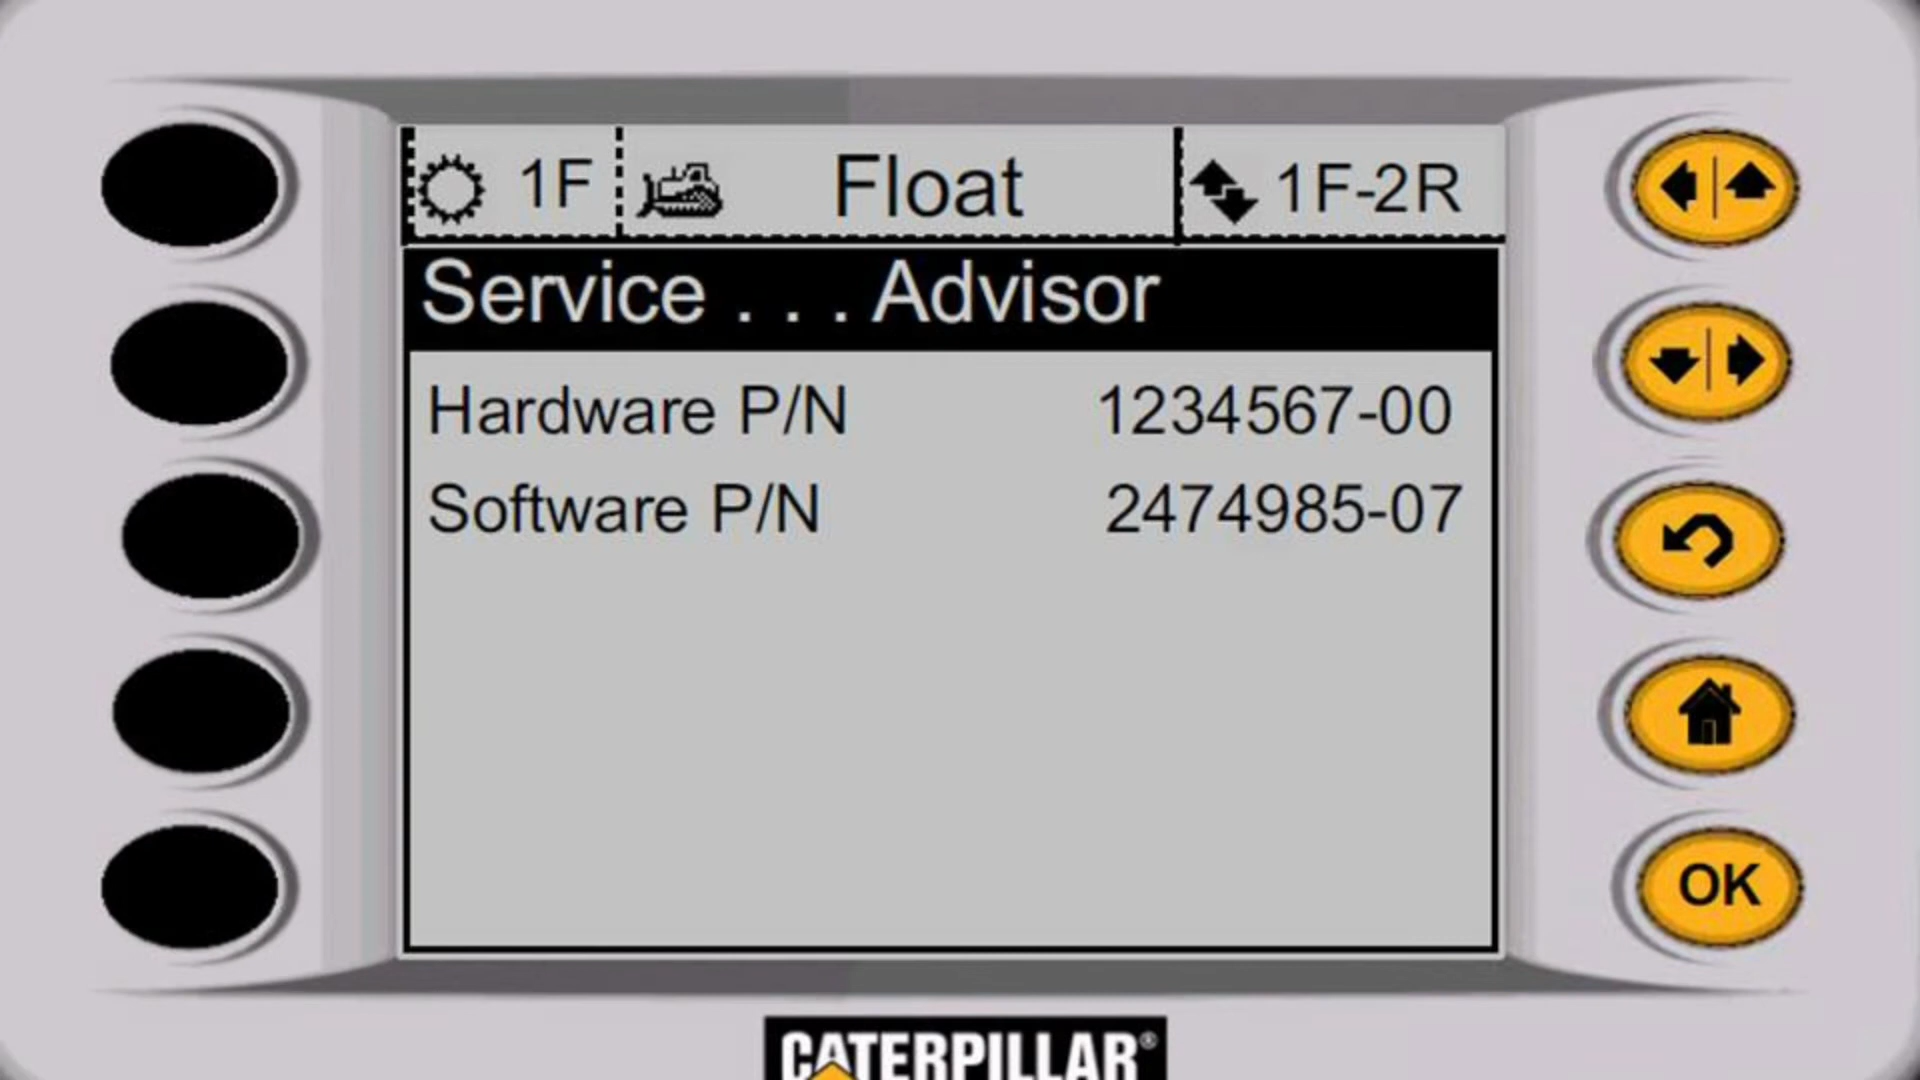 1F Float 1F-2R
Service . . . Advisor
Hardware P/N 1234567-00
Software P/N 2474985-07
OK
CATERPILLAR®